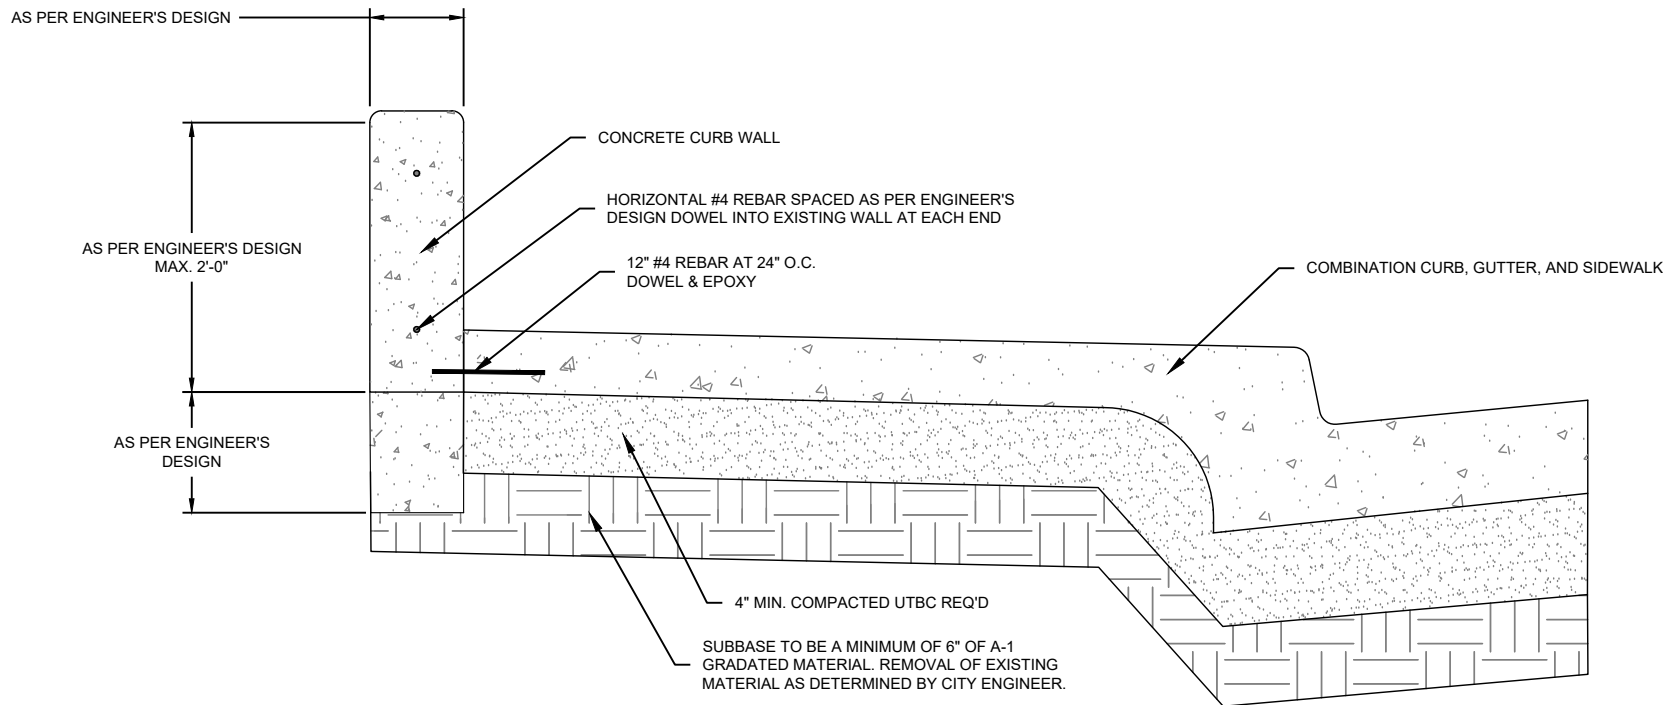 AS PER ENGINEER'S DESIGN
CONCRETE CURB WALL
HORIZONTAL #4 REBAR SPACED AS PER ENGINEER'S
DESIGN DOWEL INTO EXISTING WALL AT EACH END
AS PER ENGINEER'S DESIGN
MAX. 2'-0"
12" #4 REBAR AT 24" O.C.
DOWEL & EPOXY
COMBINATION CURB, GUTTER, AND SIDEWALK
AS PER ENGINEER'S
DESIGN
4" MIN. COMPACTED UTBC REQ'D
SUBBASE TO BE A MINIMUM OF 6" OF A-1
GRADATED MATERIAL. REMOVAL OF EXISTING
MATERIAL AS DETERMINED BY CITY ENGINEER.